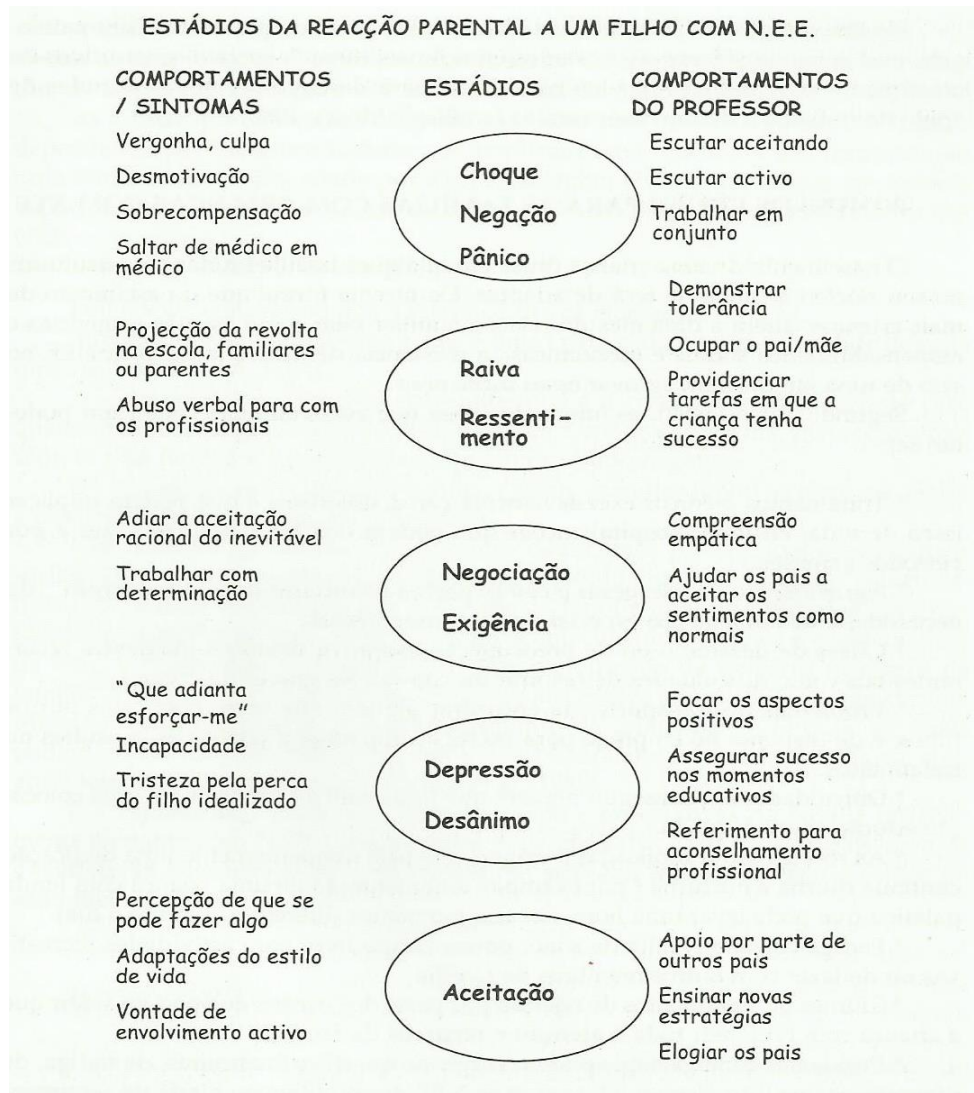 ESTÁDIOS DA REACÇÃO PARENTAL A UM FILHO COM N.E.E.
COMPORTAMENTOS
/ SINTOMAS
ESTÁDIOS
COMPORTAMENTOS
DO PROFESSOR
Vergonha, culpa
Desmotivação
Sobrecompensação
Saltar de médico em
médico
Choque
Negação
Pânico
Escutar aceitando
Escutar activo
Trabalhar em
conjunto
Demonstrar
tolerância
Projecção da revolta
na escola, familiares
ou parentes
Abuso verbal para com
os profissionais
Raiva
Ressenti-
mento
Ocupar o pai/mãe
Providenciar
tarefas em que a
criança tenha
sucesso
Adiar a aceitação
racional do inevitável
Trabalhar com
determinação
Negociação
Exigência
Compreensão
empática
Ajudar os pais a
aceitar os
sentimentos como
normais
"Que adianta
esforçar-me"
Incapacidade
Tristeza pela perca
do filho idealizado
Depressão
Desânimo
Focar os aspectos
positivos
Assegurar sucesso
nos momentos
educativos
Referimento para
aconselhamento
profissional
Percepção de que se
pode fazer algo
Adaptações do estilo
de vida
Vontade de
envolvimento activo
Aceitação
Apoio por parte de
outros pais
Ensinar novas
estratégias
Elogiar os pais